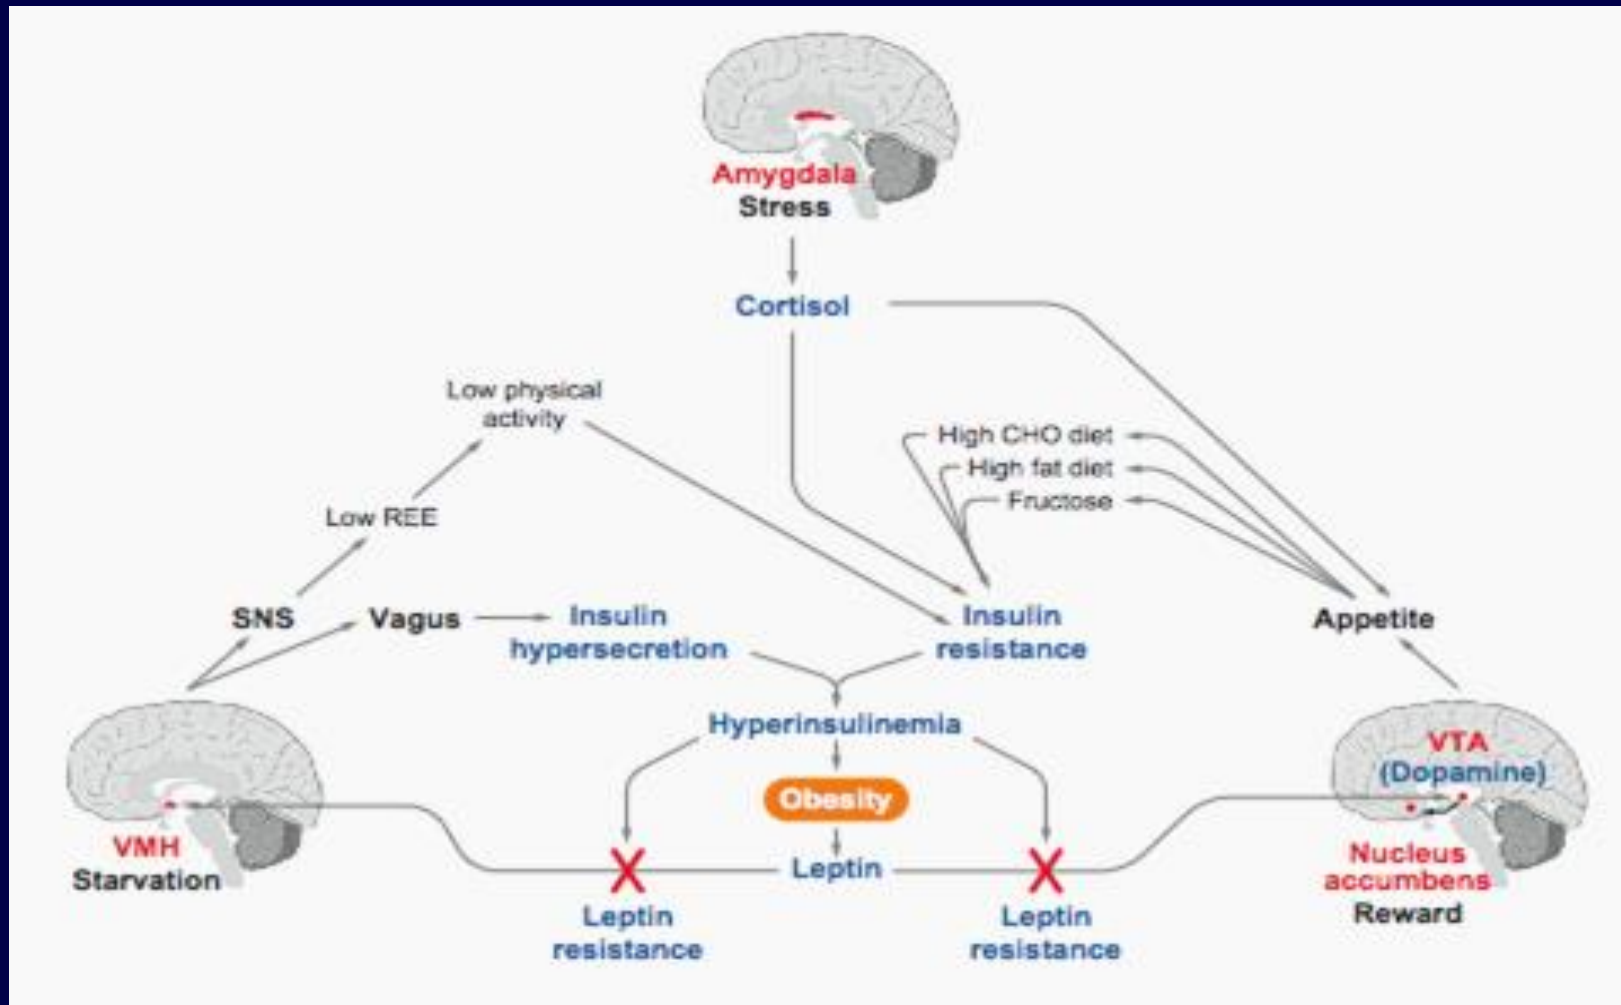 Amygdala
Stress
Cortisol
Low physical
activity
High CHO diet
High fat diet
Fructose
Low REE
SNS
Vagus
Insulin
hypersecretion
Insulin
resistance
Appetite
Hyperinsulinemia
VTA
(Dopamine)
Obesity
VMH
Starvation
Leptin
Nucleus
accumbens
Reward
Leptin
resistance
Leptin
resistance